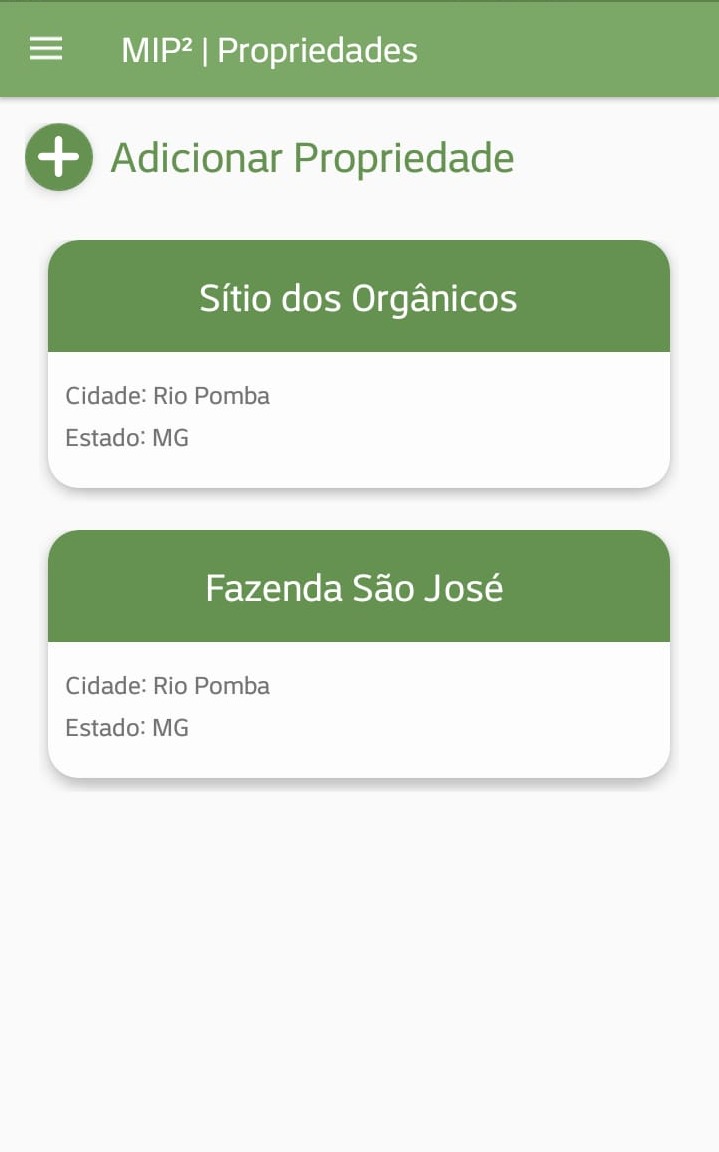 MIP² | Propriedades
Adicionar Propriedade
Sítio dos Orgânicos
Cidade: Rio Pomba
Estado: MG
Fazenda São José
Cidade: Rio Pomba
Estado: MG